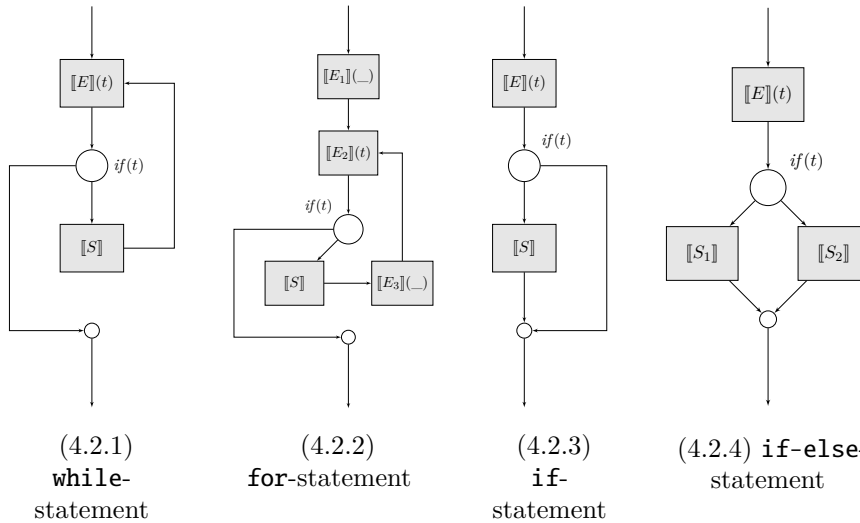 ⟦E⟧(t)
if(t)
⟦S⟧
(4.2.1)
while-
statement
⟦E₁⟧(_)
⟦E₂⟧(t)
if(t)
⟦S⟧
⟦E₃⟧(_)
(4.2.2)
for-statement
⟦E⟧(t)
if(t)
⟦S⟧
(4.2.3)
if-
statement
⟦E⟧(t)
if(t)
⟦S₁⟧
⟦S₂⟧
(4.2.4) if-else-
statement